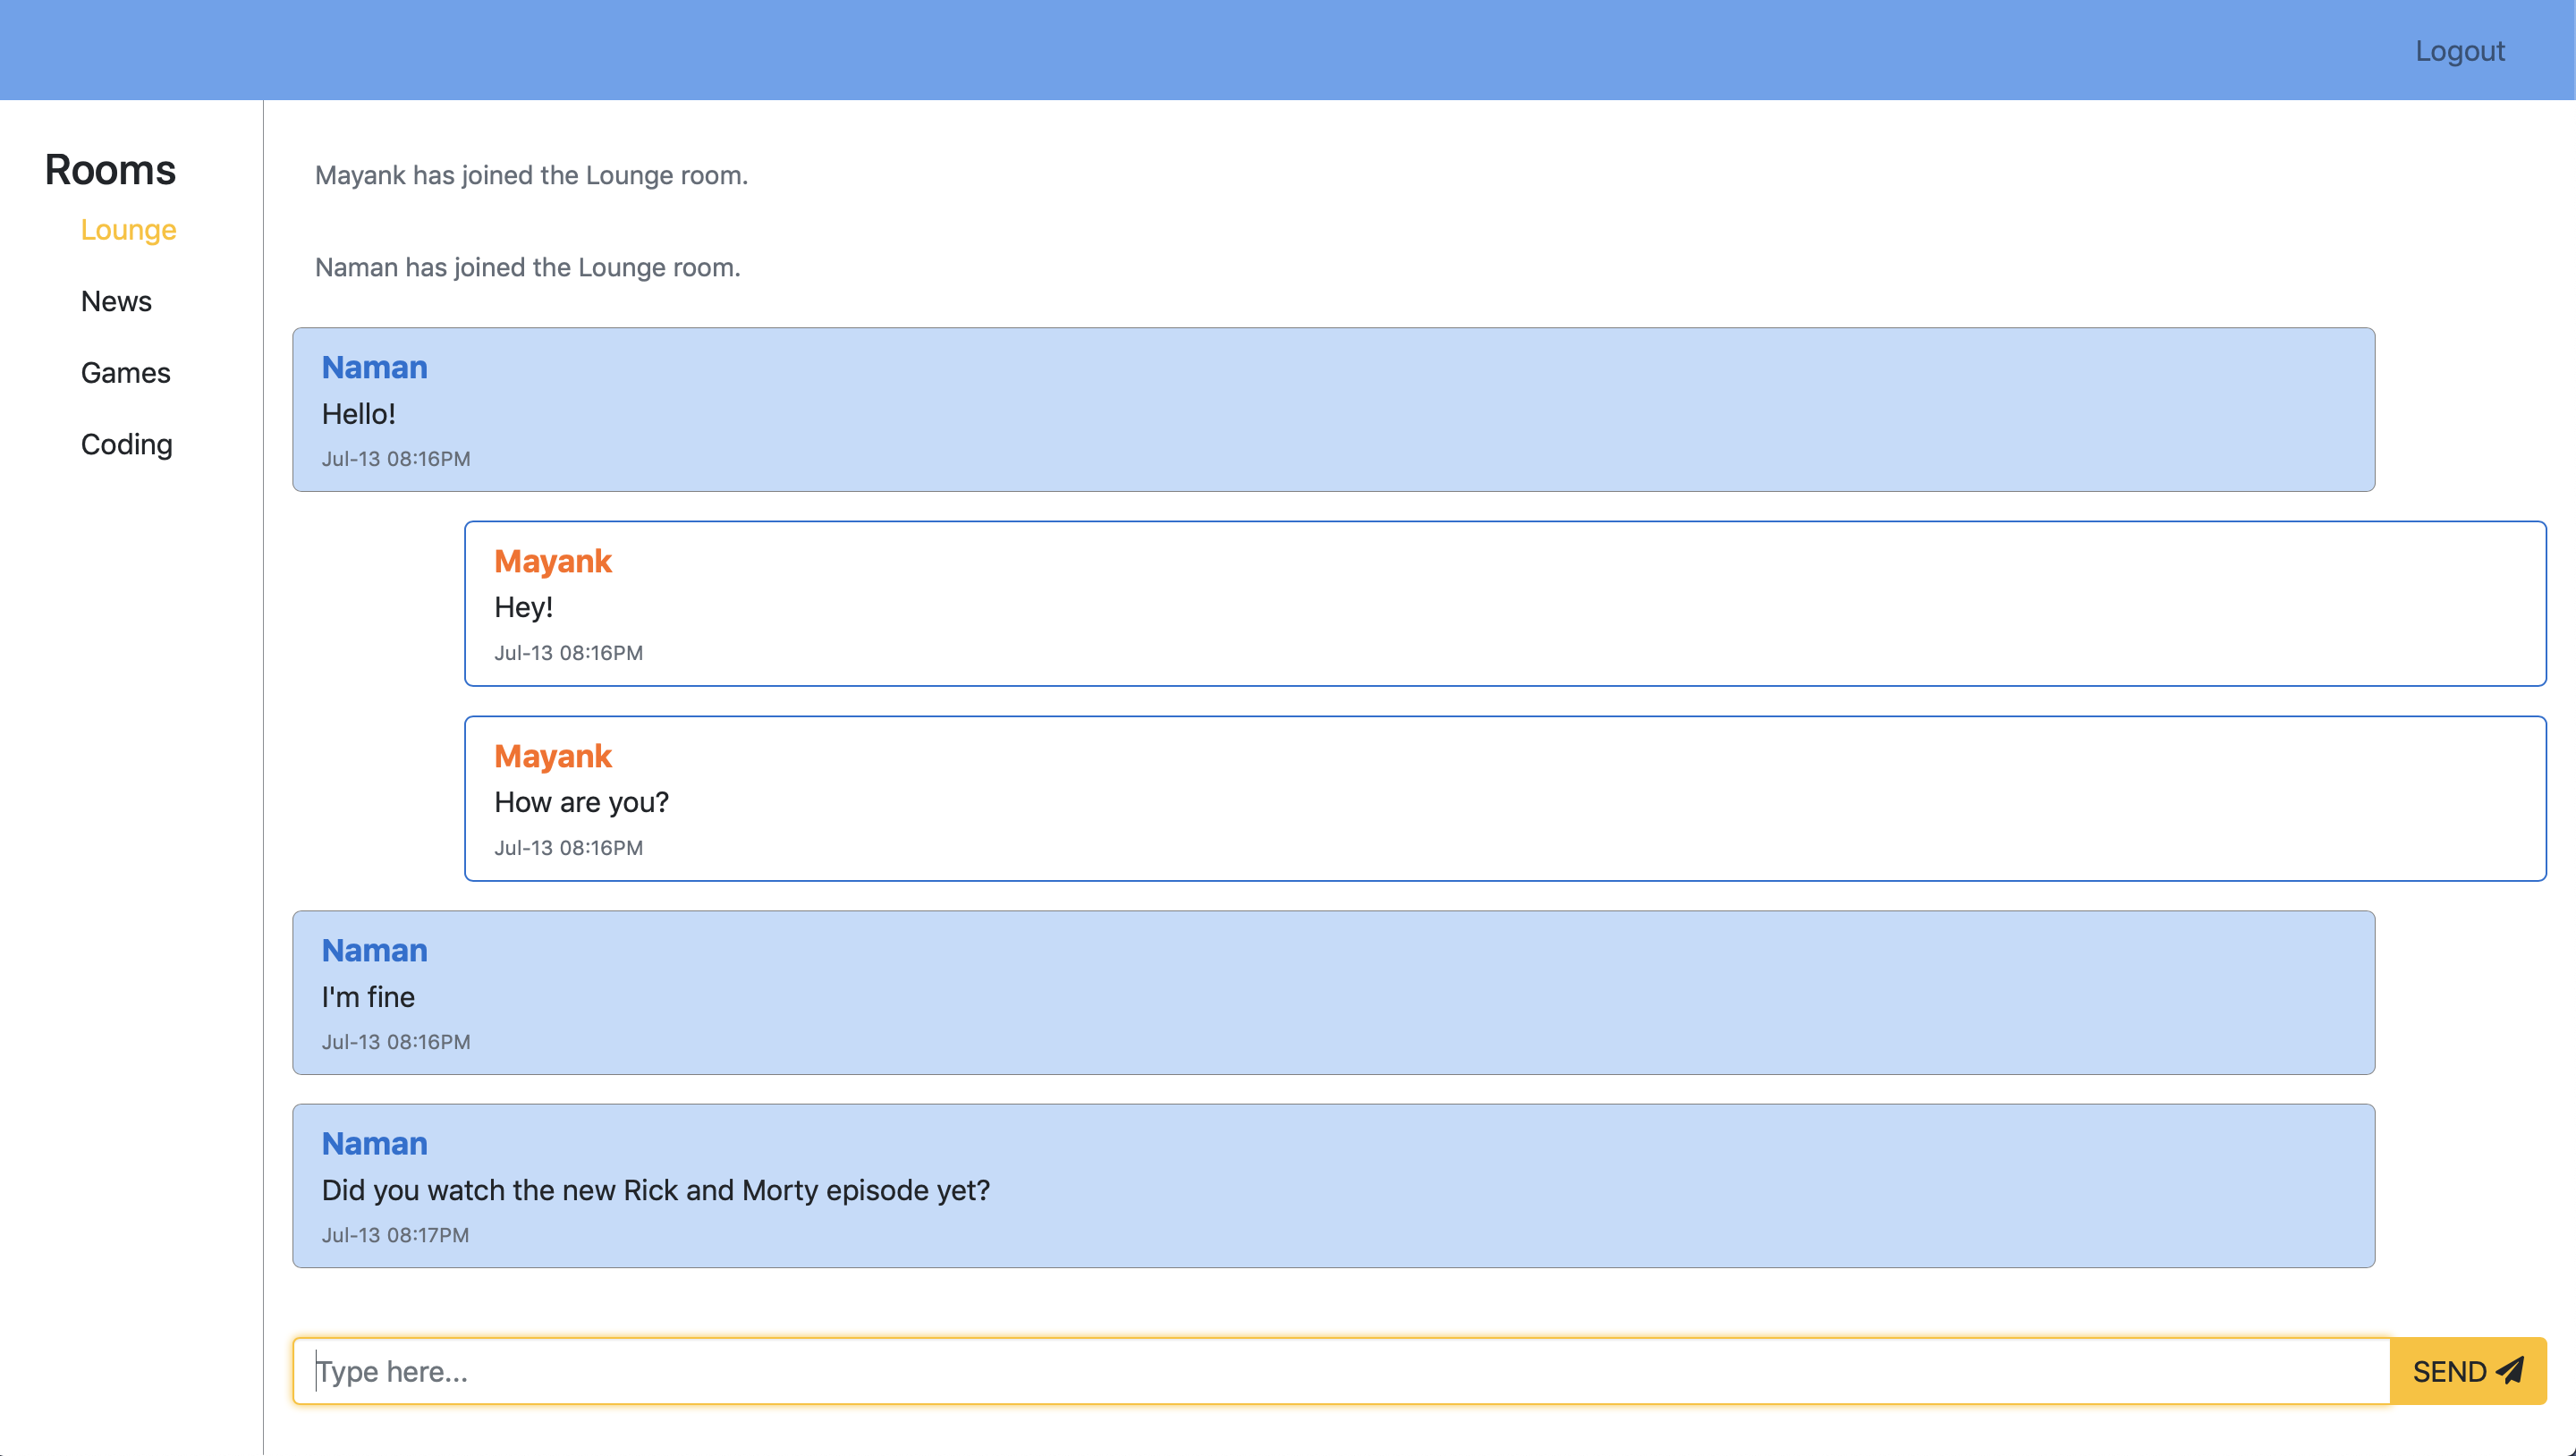 Logout
Rooms
Lounge
News
Games
Coding
Mayank has joined the Lounge room.
Naman has joined the Lounge room.
Naman
Hello!
Jul-13 08:16PM
Mayank
Hey!
Jul-13 08:16PM
Mayank
How are you?
Jul-13 08:16PM
Naman
I'm fine
Jul-13 08:16PM
Naman
Did you watch the new Rick and Morty episode yet?
Jul-13 08:17PM
Type here...
SEND